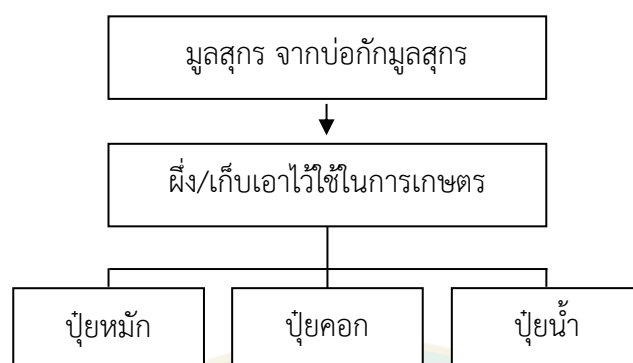 มูลสุกร จากบ่อกักมูลสุกร
ผึ่ง/เก็บเอาไว้ใช้ในการเกษตร
ปุ๋ยหมัก
ปุ๋ยคอก
ปุ๋ยน้ำ